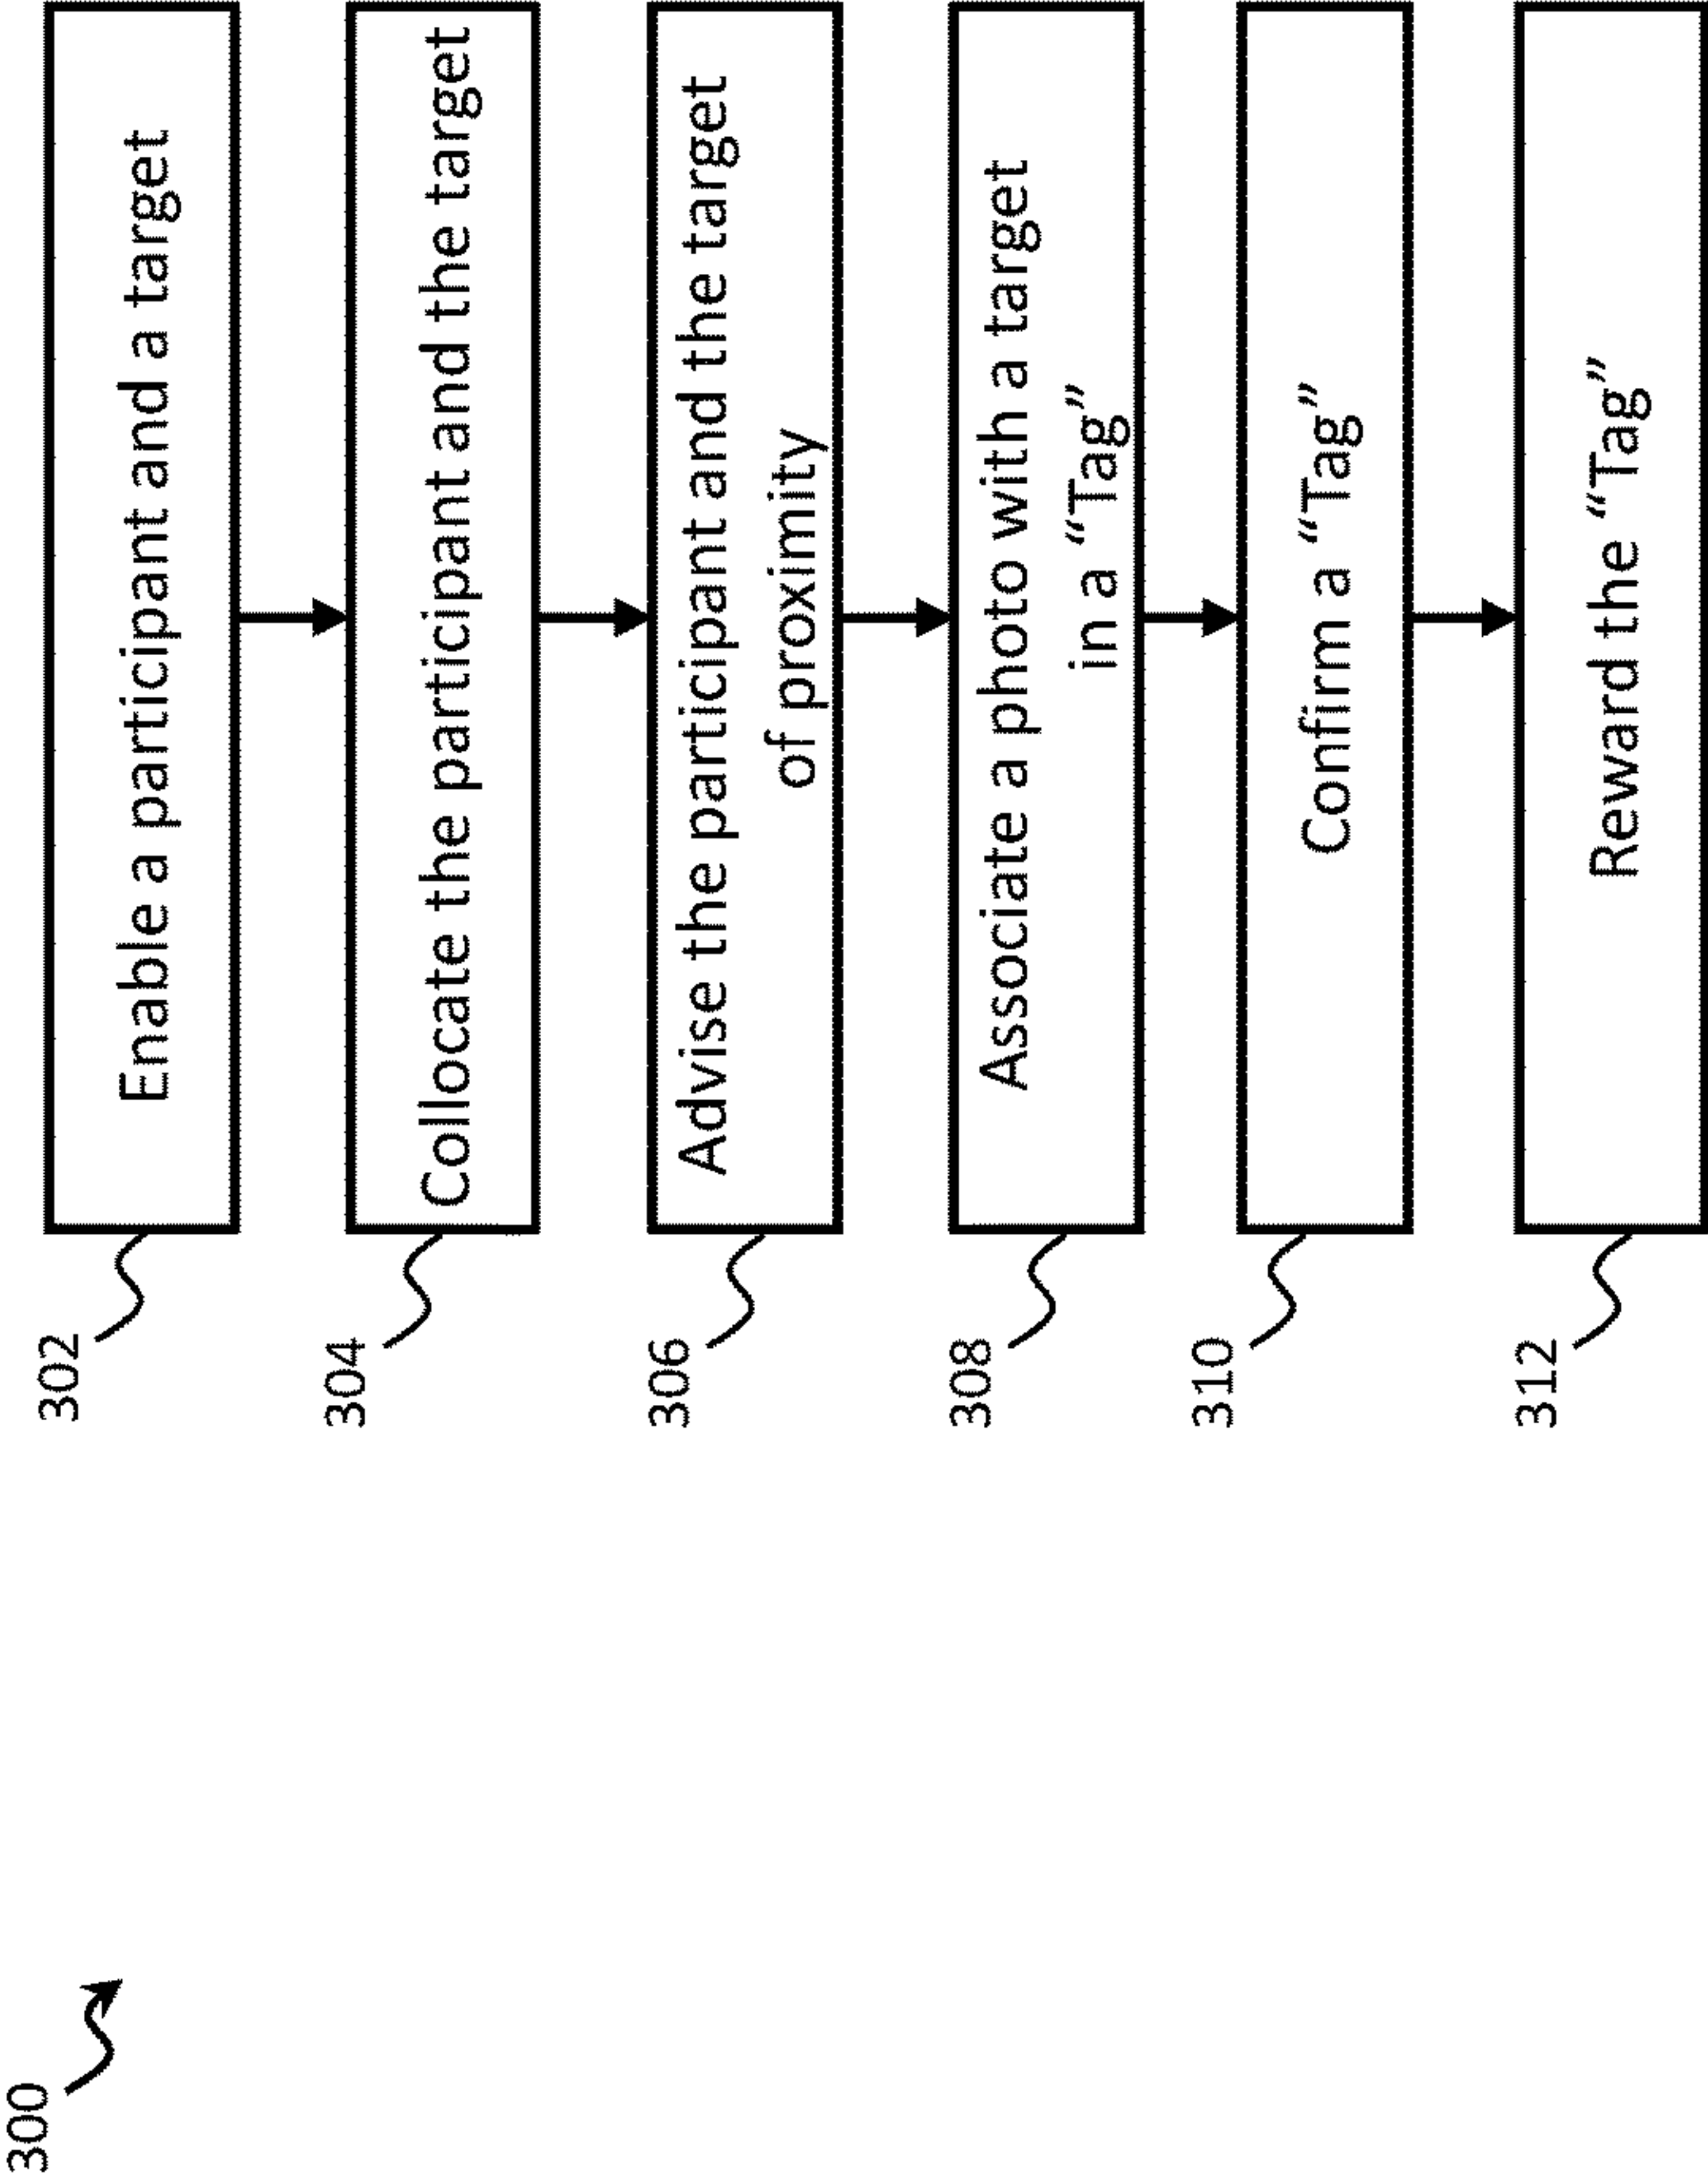 300
302
Enable a participant and a target
304
Collocate the participant and the target
306
Advise the participant and the target
of proximity
308
Associate a photo with a target
in a “Tag”
310
Confirm a “Tag”
312
Reward the “Tag”